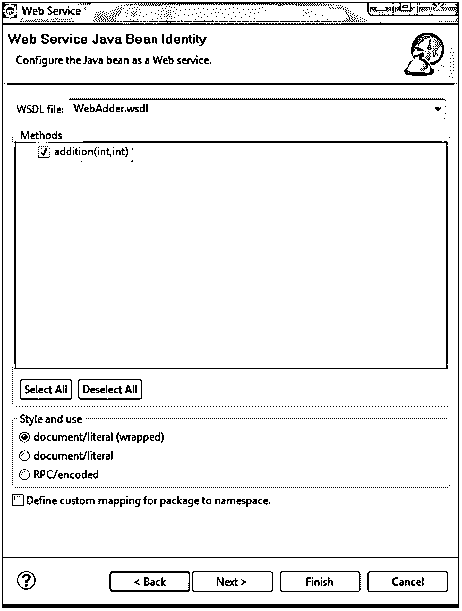 Web Service
Web Service Java Bean Identity
Configure the Java bean as a Web service.
WSDL file: WebAdder.wsdl
Methods
addition(int,int)
Select All Deselect All
Style and use
document/literal (wrapped)
document/literal
RPC/encoded
Define custom mapping for package to namespace.
? < Back Next > Finish Cancel